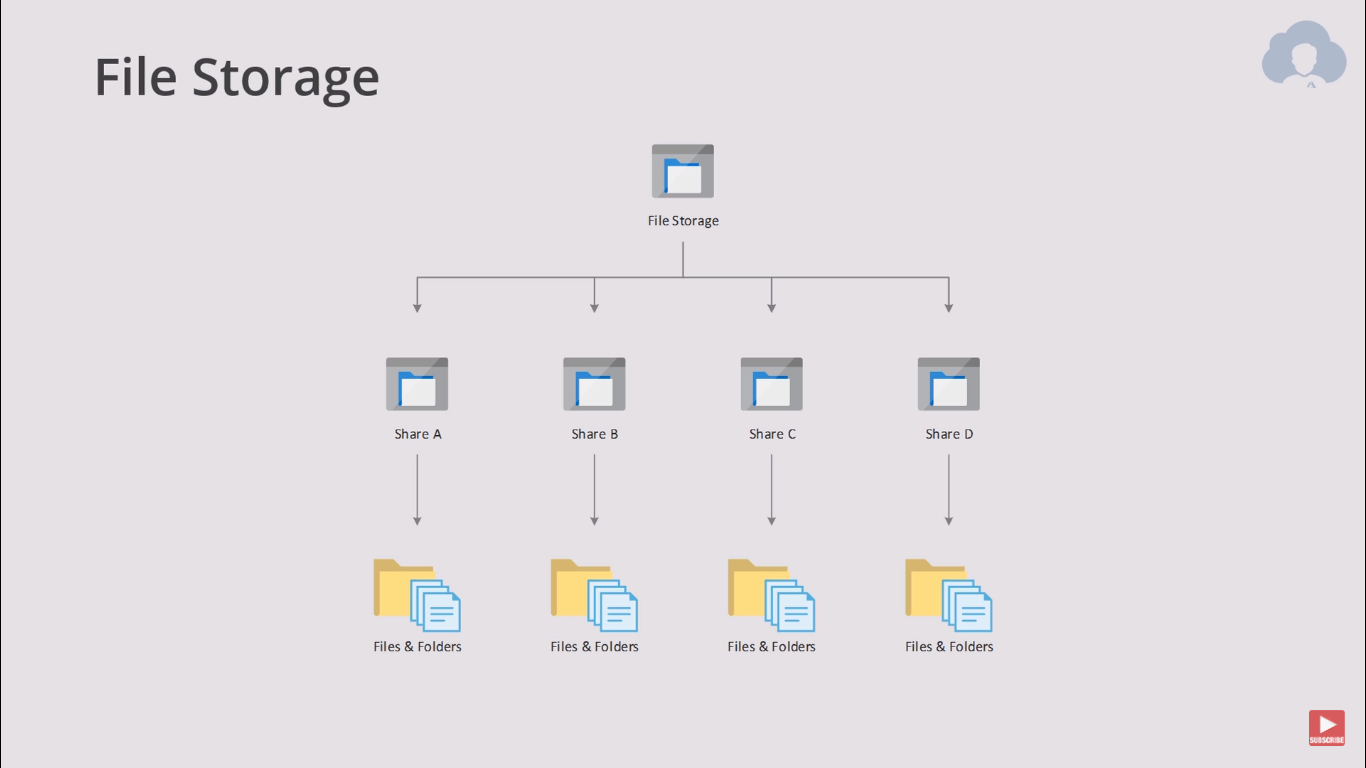 File Storage
File Storage
Share A
Share B
Share C
Share D
Files & Folders
Files & Folders
Files & Folders
Files & Folders
SUBSCRIBE